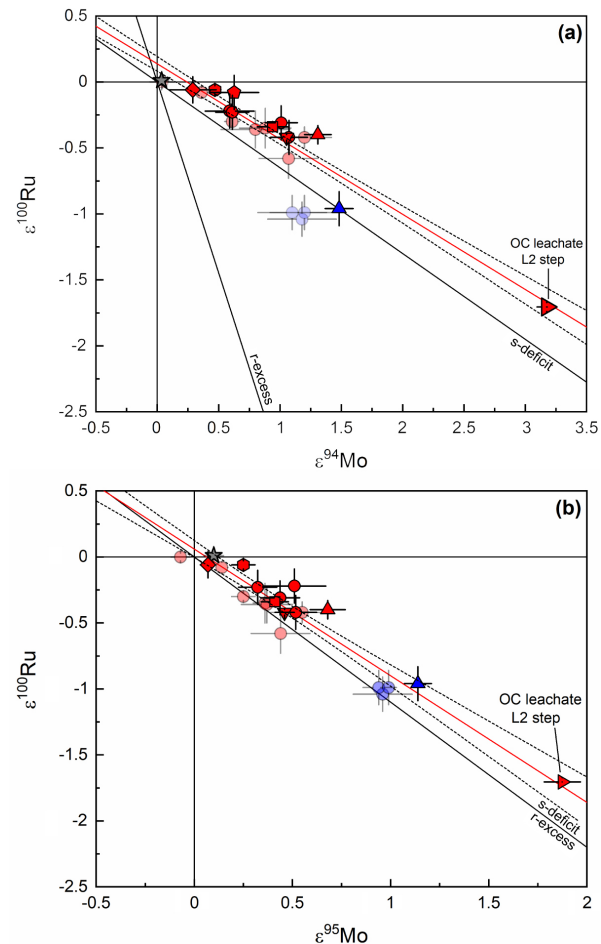 (a)
0.5
0
-0.5
-1
-1.5
-2
-2.5
ε100Ru
OC leachate
L2 step
s-deficit
r-excess
-0.5
0
0.5
1
1.5
2
2.5
3
3.5
ε94Mo
(b)
0.5
0
-0.5
-1
-1.5
-2
-2.5
ε100Ru
OC leachate
L2 step
s-deficit
r-excess
-0.5
0
0.5
1
1.5
2
ε95Mo